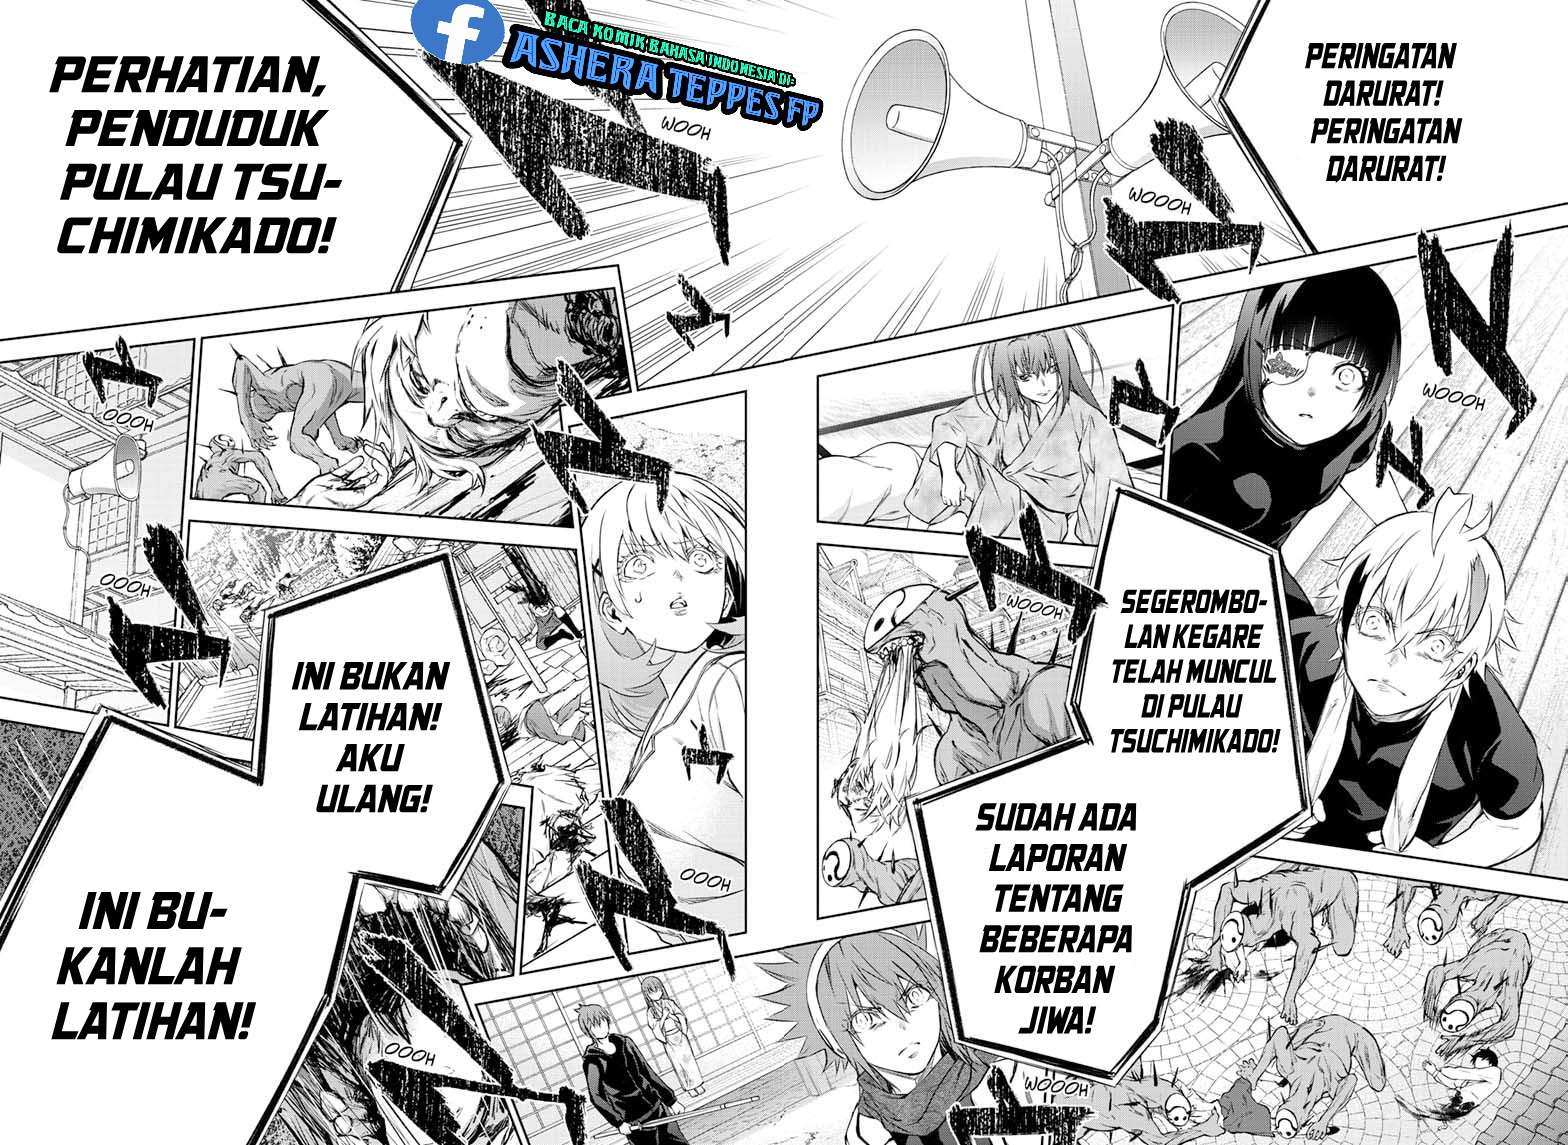 BACA KOMIK BAHASA INDONESIA DI:
ASHERA TEPPES FP
PERINGATAN
DARURAT!
PERINGATAN
DARURAT!
WOOH
WOOOH
WOOOH
SEGEROMBO-
LAN KEGARE
TELAH MUNCUL
DI PULAU
TSUCHIMIKADO!
WOOOH
SUDAH ADA
LAPORAN
TENTANG
BEBERAPA
KORBAN
JIWA!
WOOOH
PERHATIAN,
PENDUDUK
PULAU TSU-
CHIMIKADO!
OOOH
OOOH
INI BUKAN
LATIHAN!
AKU
ULANG!
OOOH
INI BU-
KANLAH
LATIHAN!
OOOH